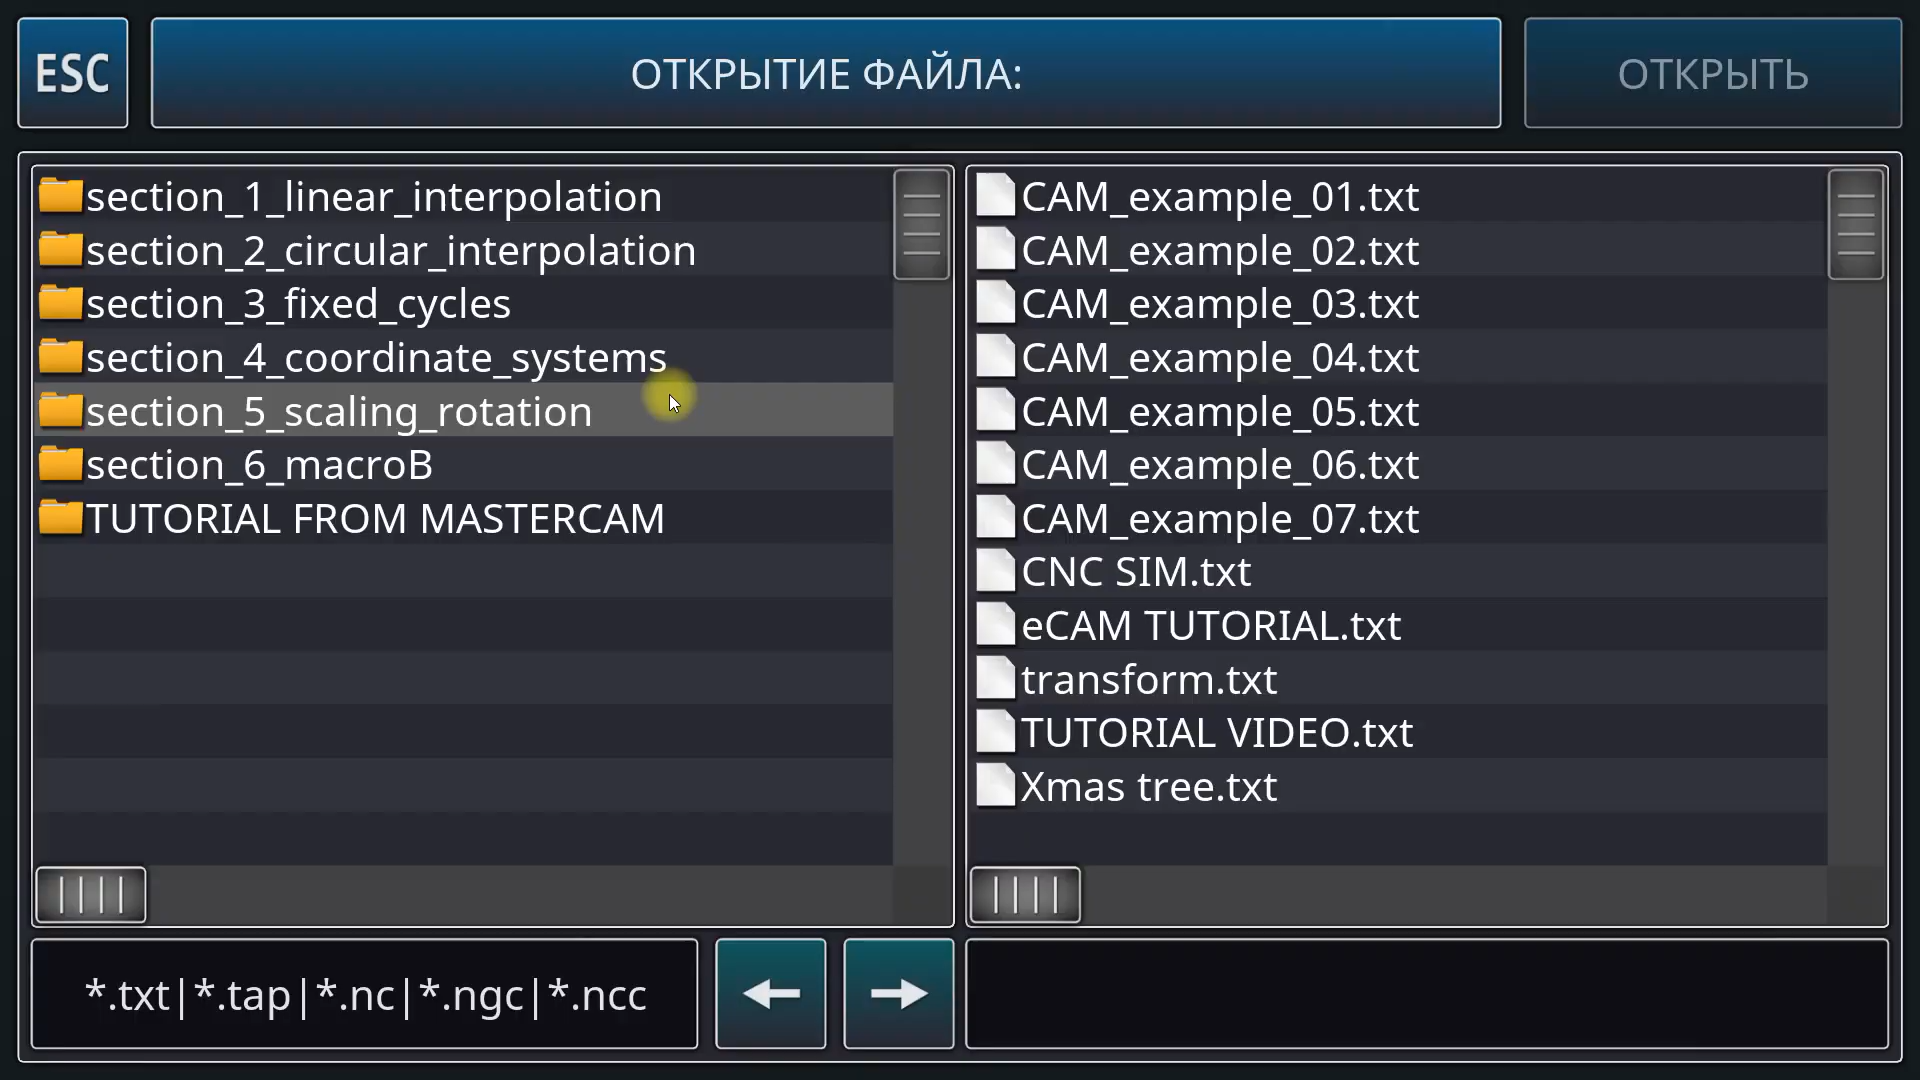 ESC
ОТКРЫТИЕ ФАЙЛА:
ОТКРЫТЬ
section_1_linear_interpolation
section_2_circular_interpolation
section_3_fixed_cycles
section_4_coordinate_systems
section_5_scaling_rotation
section_6_macroB
TUTORIAL FROM MASTERCAM
CAM_example_01.txt
CAM_example_02.txt
CAM_example_03.txt
CAM_example_04.txt
CAM_example_05.txt
CAM_example_06.txt
CAM_example_07.txt
CNC SIM.txt
eCAM TUTORIAL.txt
transform.txt
TUTORIAL VIDEO.txt
Xmas tree.txt
*.txt|*.tap|*.nc|*.ngc|*.ncc